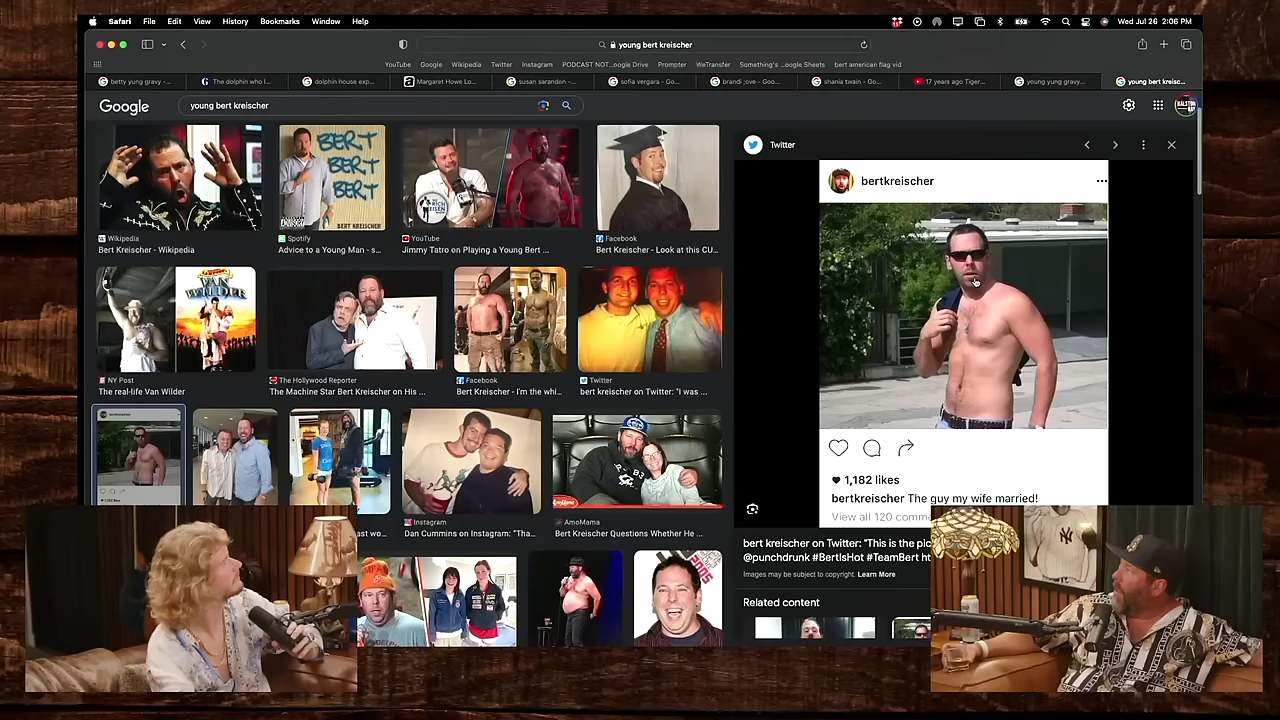 Safari File Edit View History Bookmarks Window Help
Wed Jul 26 2:06 PM
young bert kreischer
YouTube Google Wikipedia Twitter Instagram PODCAST NOT...oogle Drive Prompter WeTransfer Something's ...oogle Sheets bert american flag vid
betty yung gravy -...
The dolphin who l...
dolphin house exp...
Margaret Howe Lo...
susan sarandon -...
sofia vergara - Go...
shania twain - Go...
17 years ago Tiger...
young yung gravy...
young bert kreisc...
Google
young bert kreischer
Twitter
bertkreischer
BERT
BERT
BERT
BERT KREISCHER
THE RICH EISEN SHOW
Wikipedia
Bert Kreischer - Wikipedia
Spotify
Advice to a Young Man - s...
YouTube
Jimmy Tatro on Playing a Young Bert ...
Facebook
Bert Kreischer - Look at this CU...
VAN WILDER
NY Post
The real-life Van Wilder
The Hollywood Reporter
The Machine Star Bert Kreischer on His ...
Facebook
Bert Kreischer - I'm the whi...
Twitter
bert kreischer on Twitter: "I was ...
1,182 likes
bertkreischer The guy my wife married!
View all 120 comme
Instagram
Dan Cummins on Instagram: "Tha...
AmoMama
Bert Kreischer Questions Whether He ...
bert kreischer on Twitter: "This is the pic
@punchdrunk #BertIsHot #TeamBert ht
Images may be subject to copyright. Learn More
Related content